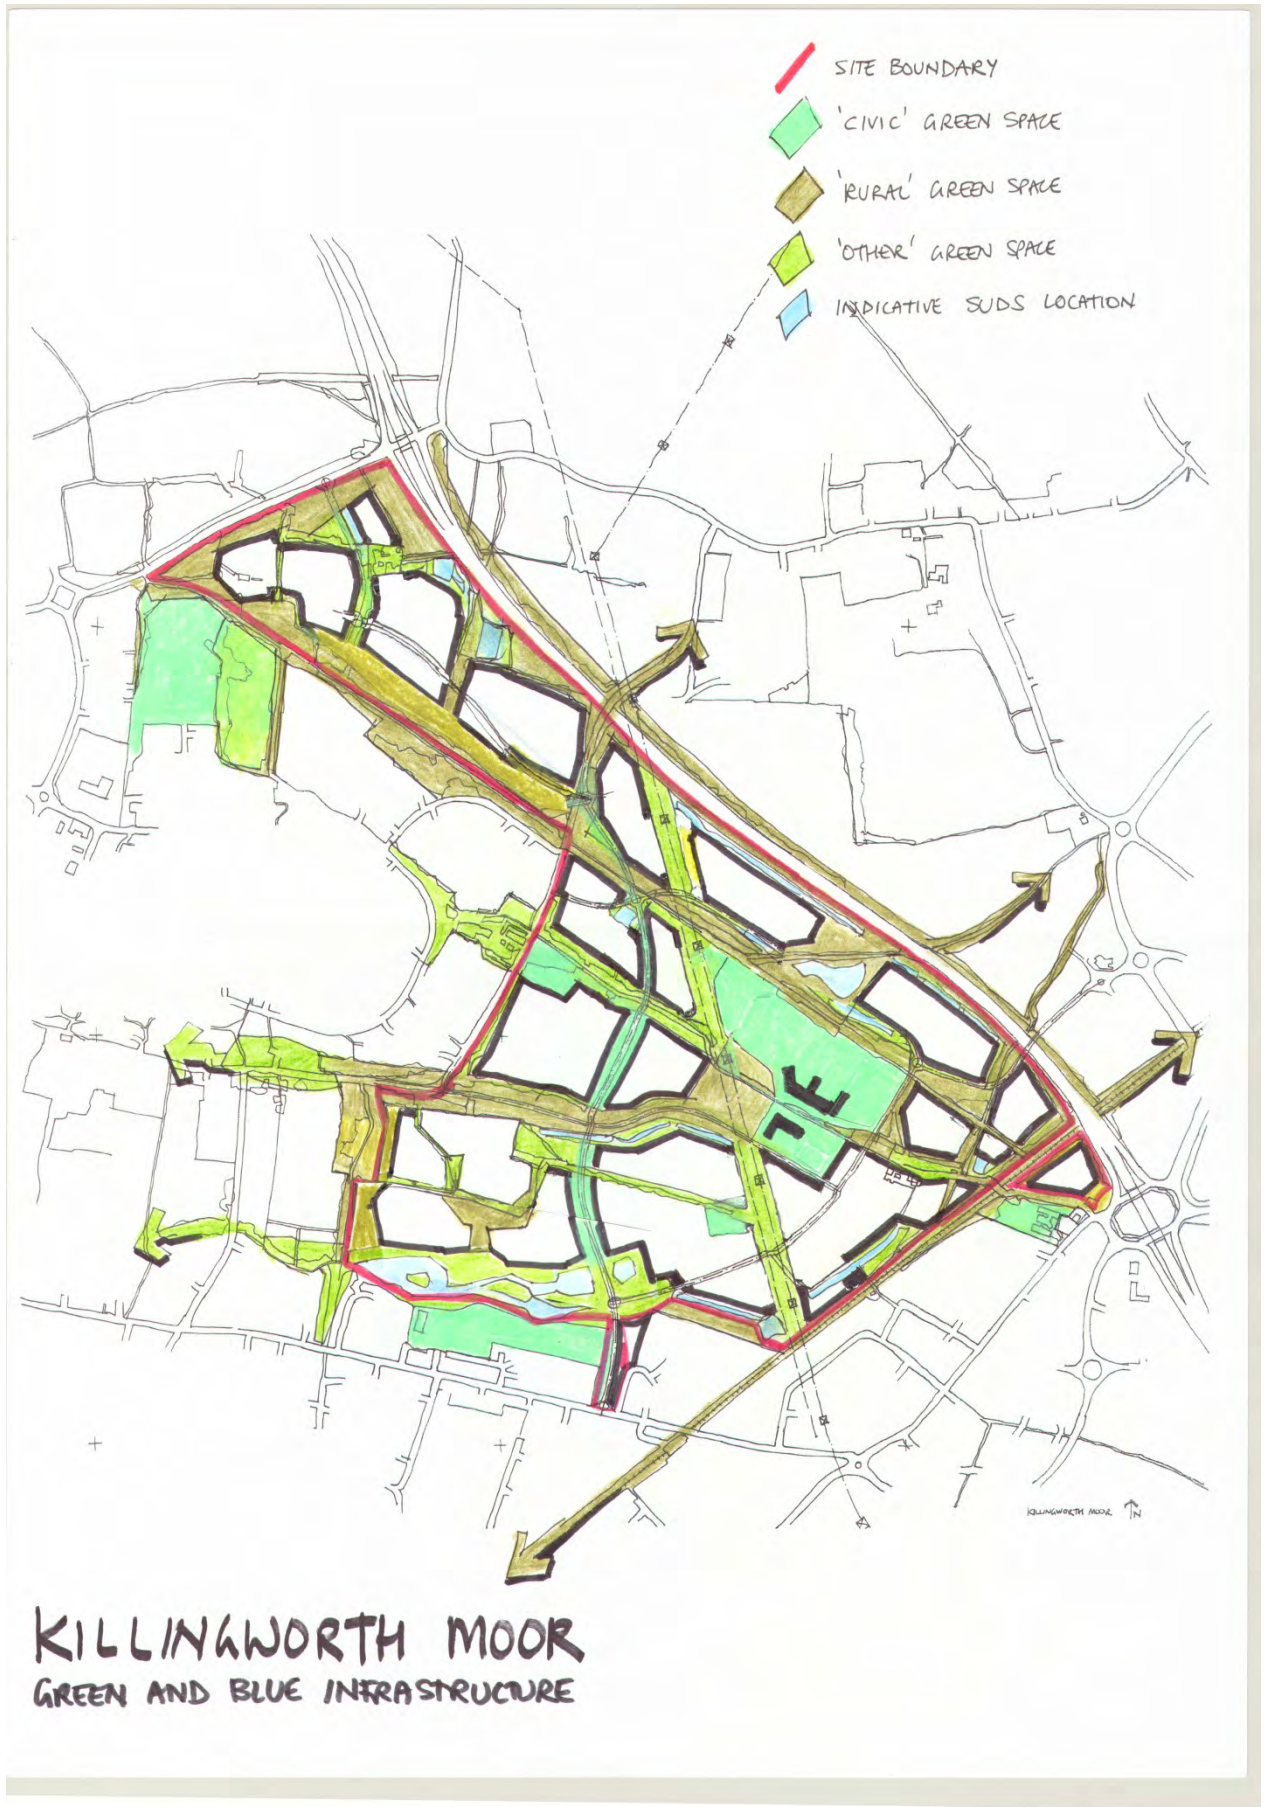 SITE BOUNDARY
'CIVIC' GREEN SPACE
'RURAL' GREEN SPACE
'OTHER' GREEN SPACE
INDICATIVE SUDS LOCATION
KILLINGWORTH MOOR N
KILLINGWORTH MOOR
GREEN AND BLUE INFRASTRUCTURE